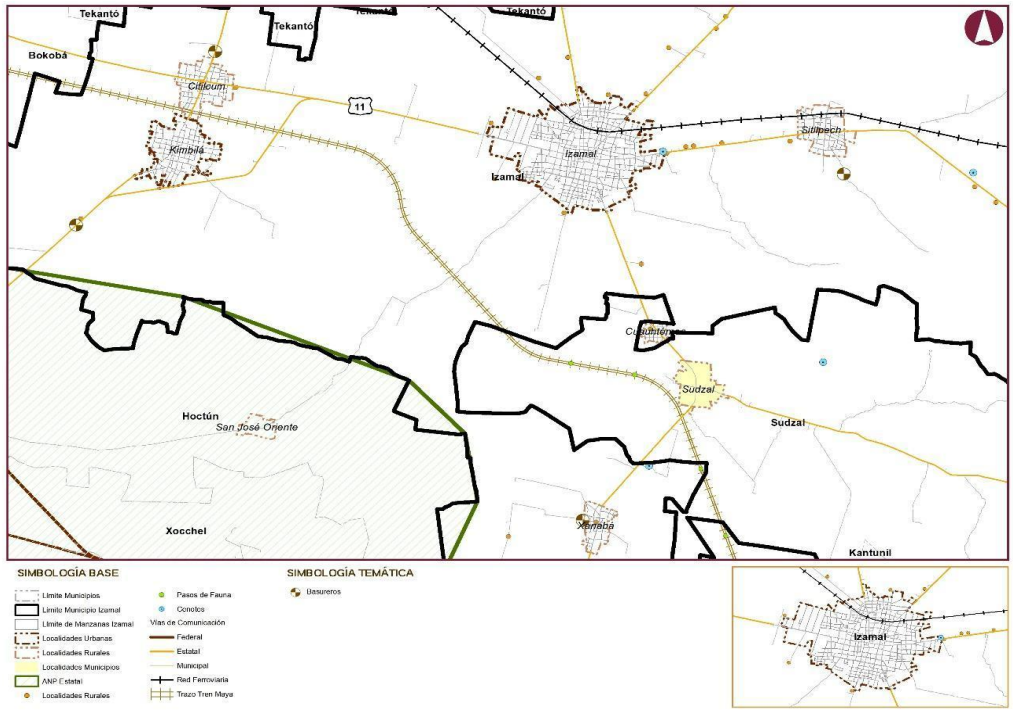 Tekantó
Tekantó
Tekantó
Bokobá
Citilcum
11
Kimbilá
Izamal
Izamal
Sitilpech
Cuauhtémoc
Sudzal
Sudzal
Hoctún
San José Oriente
Xanabá
Xocchel
Kantunil
SIMBOLOGÍA BASE
Límite Municipios
Límite Municipio Izamal
Límite de Manzanas Izamal
Localidades Urbanas
Localidades Rurales
Localidados Municipios
ANP Estatal
Localidades Rurales
Pasos de Fauna
Conotos
Vías de Comunicación
Federal
Estatal
Municipal
Red Ferroviaria
Trazo Tren Maya
SIMBOLOGÍA TEMÁTICA
Basureros
Izamal